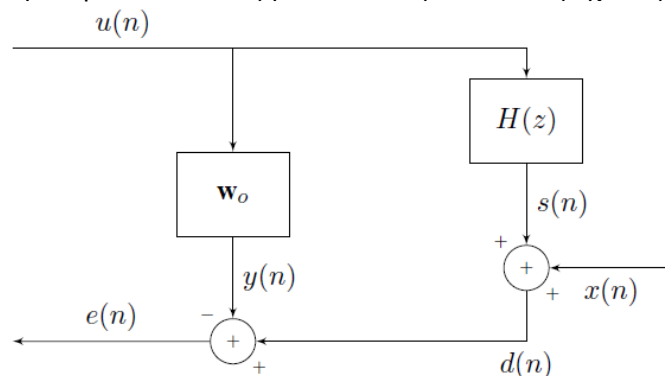 u(n)
H(z)
w_o
s(n)
+
+
+
x(n)
y(n)
e(n)
−
+
+
d(n)